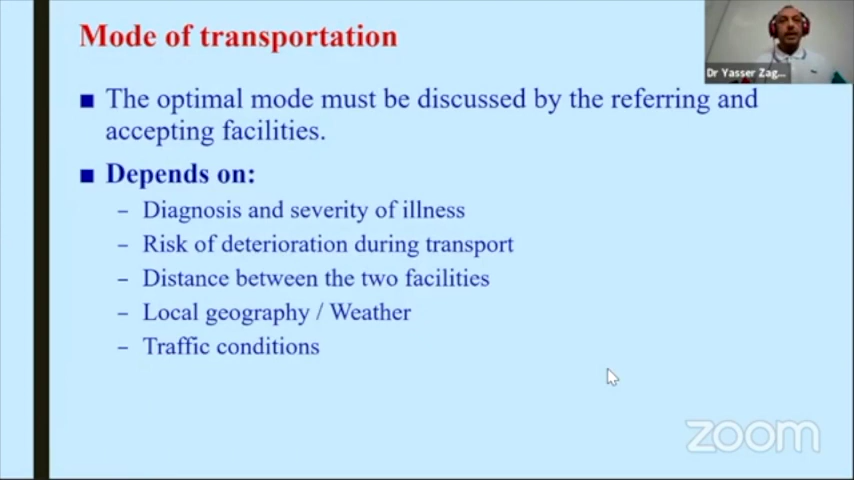 Mode of transportation
Dr Yasser Zag...
■ The optimal mode must be discussed by the referring and
accepting facilities.
■ Depends on:
– Diagnosis and severity of illness
– Risk of deterioration during transport
– Distance between the two facilities
– Local geography / Weather
– Traffic conditions
zoom